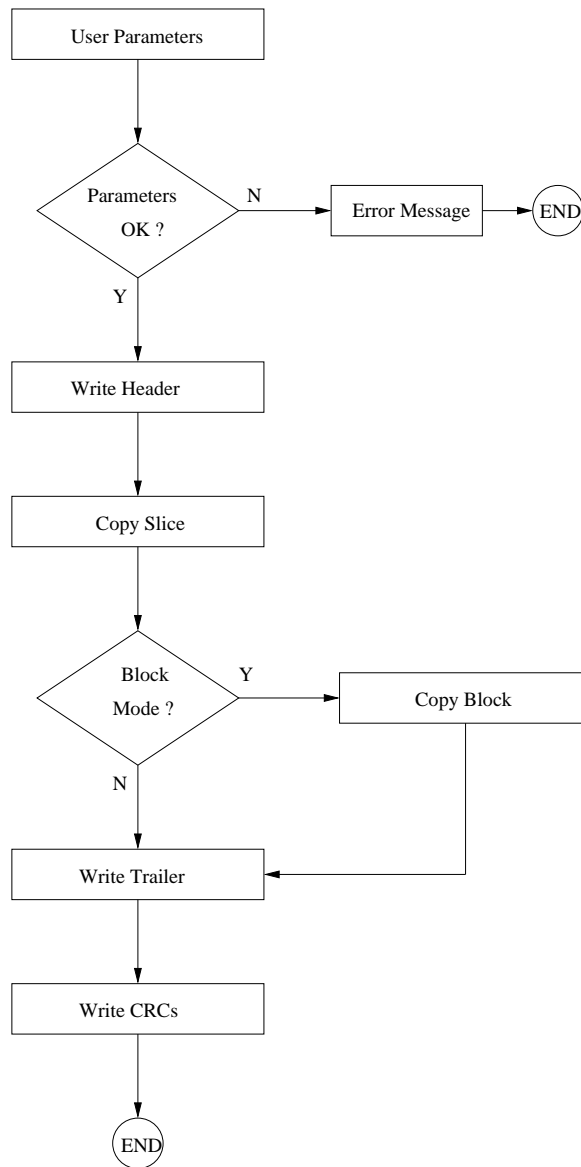 User Parameters
Parameters
OK ?
N
Error Message
END
Y
Write Header
Copy Slice
Block
Mode ?
Y
Copy Block
N
Write Trailer
Write CRCs
END